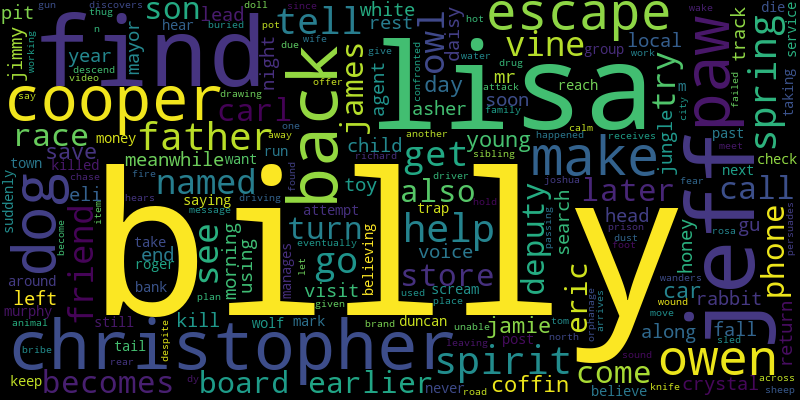 billy
lisa
find
christopher
jeff
back
cooper
paw
escape
make
owen
dog
spirit
father
spring
help
owl
get
see
go
tell
son
race
named
turn
store
deputy
eric
phone
call
come
later
try
vine
james
carl
friend
becomes
board
earlier
coffin
jamie
also
young
day
asher
agent
toy
visit
save
meanwhile
morning
using
saying
kill
mayor
jimmy
pit
year
night
lead
white
rest
hear
mr
soon
child
voice
trap
believing
attempt
manages
scream
duncan
mark
wolf
tail
still
murphy
left
keep
bribe
despite
rear
animal
roger
bank
end
take
around
eli
town
killed
money
suddenly
chase
item
become
discovers
thug
gun
buried
doll
since
pot
wife
due
give
hot
water
drug
attack
family
confronted
group
local
work
reach
service
die
taking
track
city
failed
wake
past
meet
next
check
jungle
search
head
honey
car
rabbit
gu
along
fall
return
crystal
believe
never
road
knife
across
sheep
north
tom
unable
post
leaving
place
used
brand
given
let
plan
message
driving
hears
fire
want
run
away
one
found
richard
another
sibling
happened
receives
calm
driver
offer
drawing
video
descend
working
say
n
m
joshua
fear
prison
dust
foot
wound
move
sled
rosa
persuades
wanders
orphanage
arrives
passing
hold
sound
eventually
dy
daisy